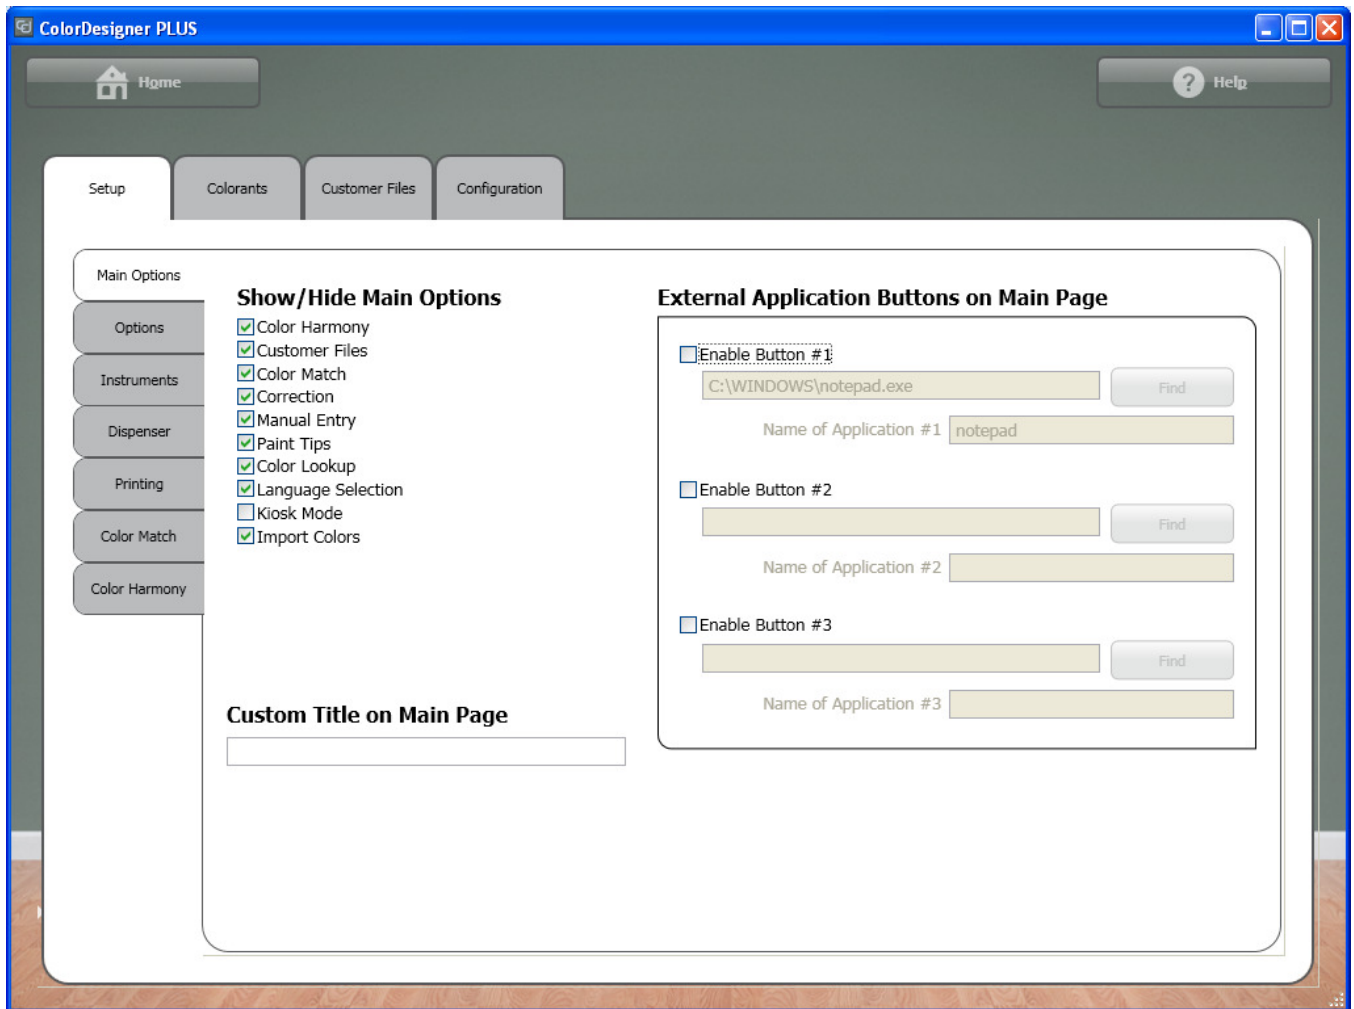 ColorDesigner PLUS
Home
Help
Setup
Colorants
Customer Files
Configuration
Main Options
Options
Instruments
Dispenser
Printing
Color Match
Color Harmony
Show/Hide Main Options
Color Harmony
Customer Files
Color Match
Correction
Manual Entry
Paint Tips
Color Lookup
Language Selection
Kiosk Mode
Import Colors
Custom Title on Main Page
External Application Buttons on Main Page
Enable Button #1
C:\WINDOWS\notepad.exe
Find
Name of Application #1
notepad
Enable Button #2
Find
Name of Application #2
Enable Button #3
Find
Name of Application #3